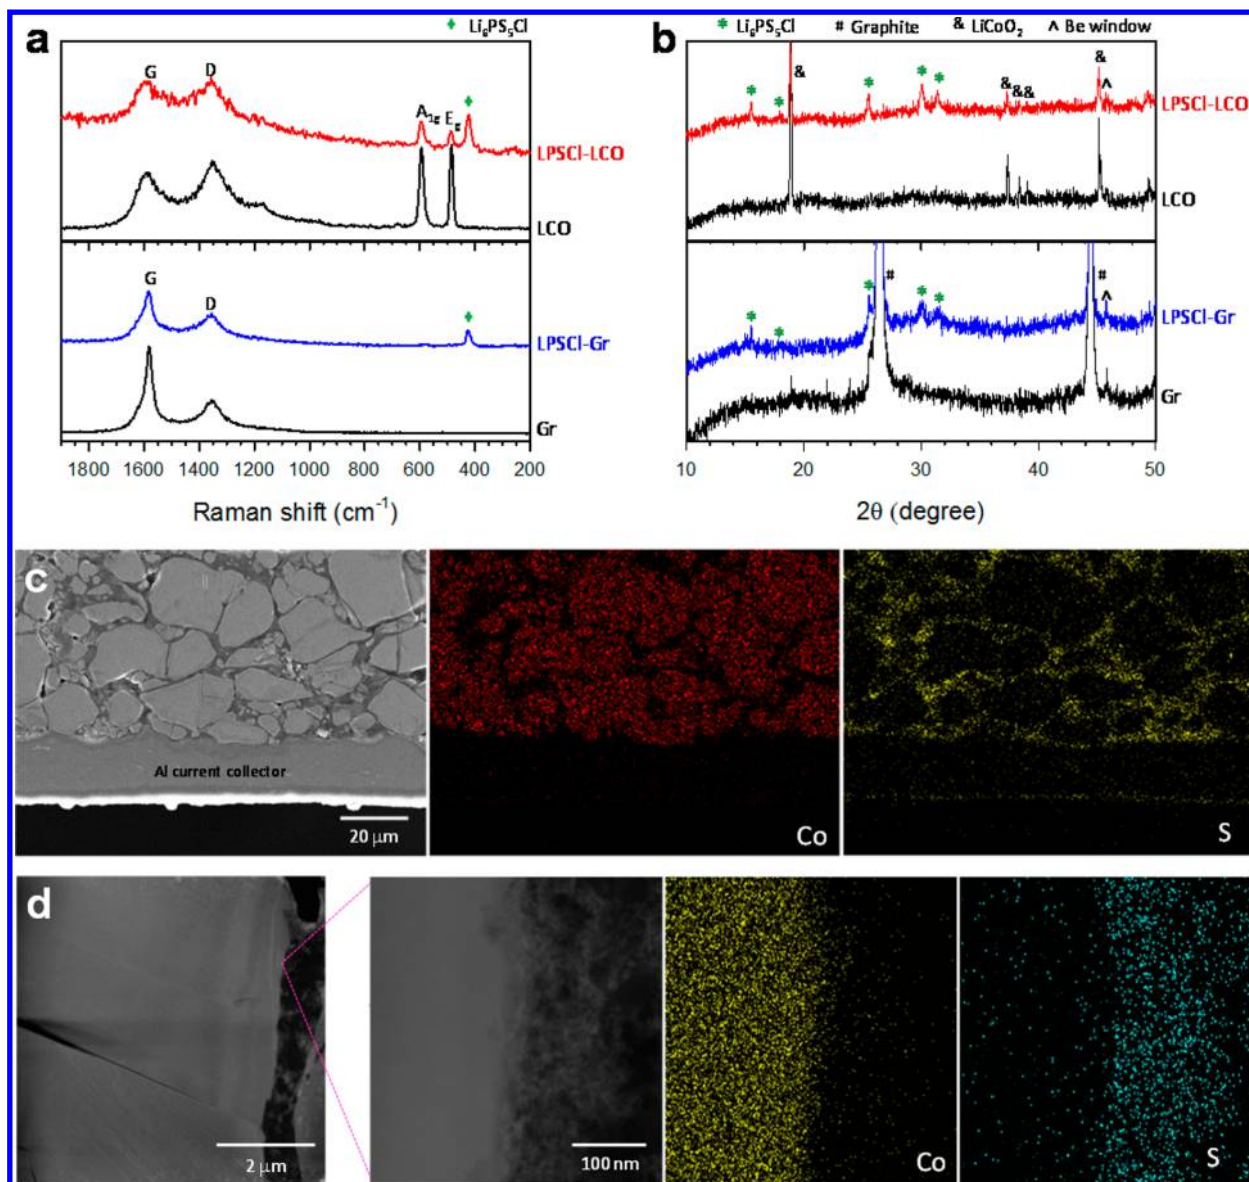 a
♦ Li₆PS₅Cl
G
D
A₁g
E_g
♦
LPSCl-LCO
LCO
G
D
♦
LPSCl-Gr
Gr
1800 1600 1400 1200 1000 800 600 400 200
Raman shift (cm⁻¹)
b
* Li₆PS₅Cl # Graphite & LiCoO₂ ^ Be window
* * & * * * & & & & ^
LPSCl-LCO
LCO
* * * # * * # ^
LPSCl-Gr
Gr
10 20 30 40 50
2θ (degree)
c
Al current collector
20 μm
Co
S
d
2 μm
100 nm
Co
S